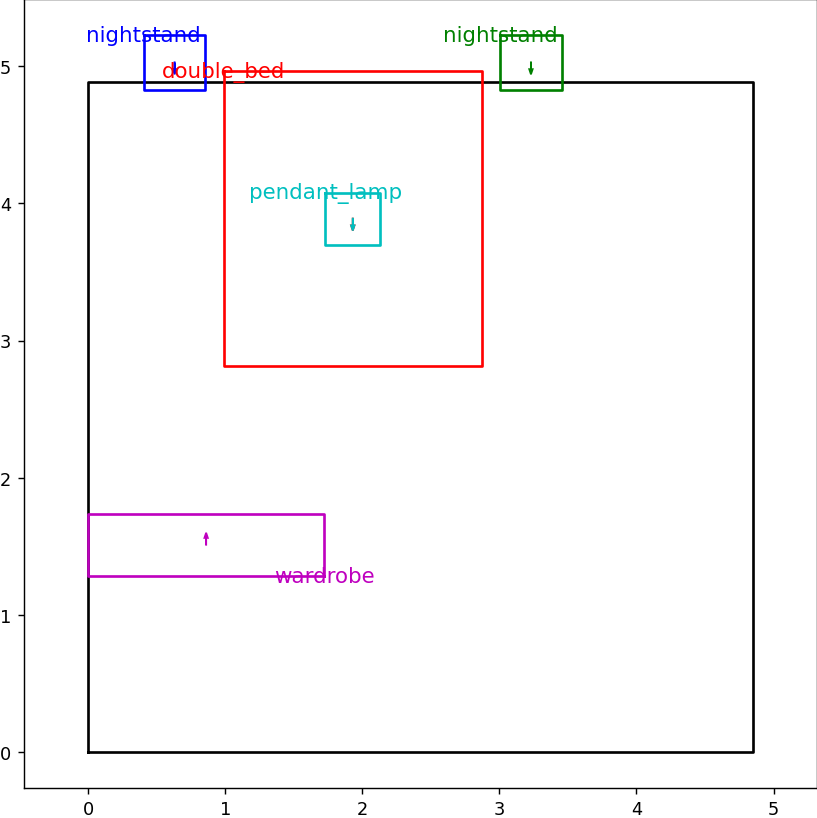 nightstand
nightstand
double_bed
pendant_lamp
wardrobe
5
4
3
2
1
0
0 1 2 3 4 5